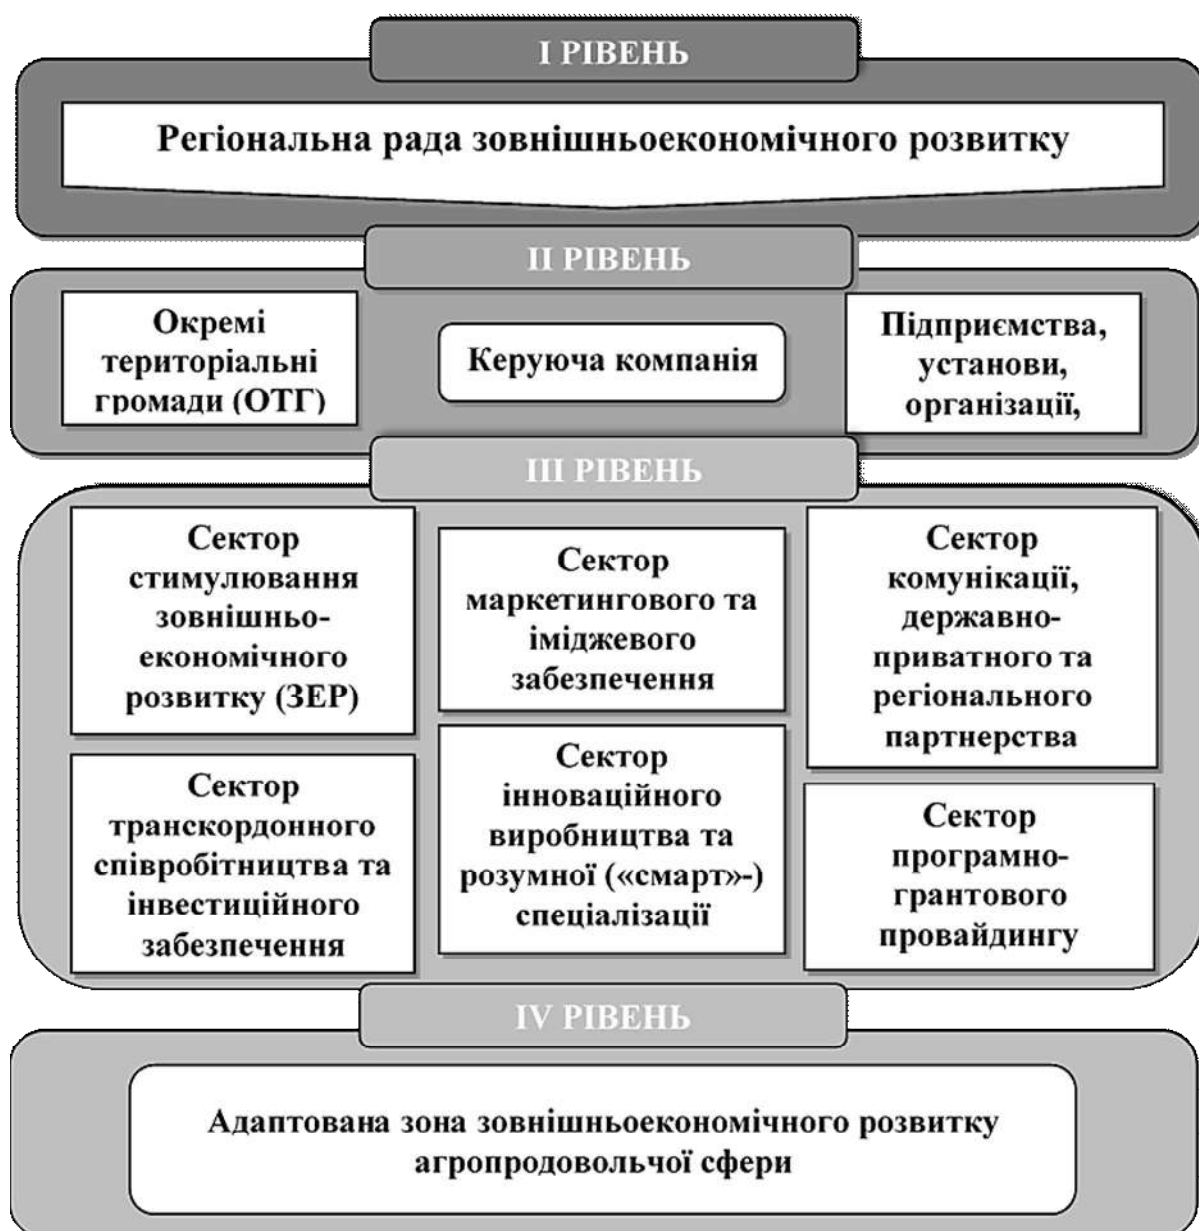 І РІВЕНЬ
Регіональна рада зовнішньоекономічного розвитку
ІІ РІВЕНЬ
Окремі
територіальні
громади (ОТГ)
Керуюча компанія
Підприємства,
установи,
організації,
ІІІ РІВЕНЬ
Сектор
стимулювання
зовнішньо-
економічного
розвитку (ЗЕР)
Сектор
маркетингового та
іміджевого
забезпечення
Сектор
комунікації,
державно-
приватного та
регіонального
партнерства
Сектор
транскордонного
співробітництва та
інвестиційного
забезпечення
Сектор
інноваційного
виробництва та
розумної («смарт»-)
спеціалізації
Сектор
програмно-
грантового
провайдингу
IV РІВЕНЬ
Адаптована зона зовнішньоекономічного розвитку
агропродовольчої сфери